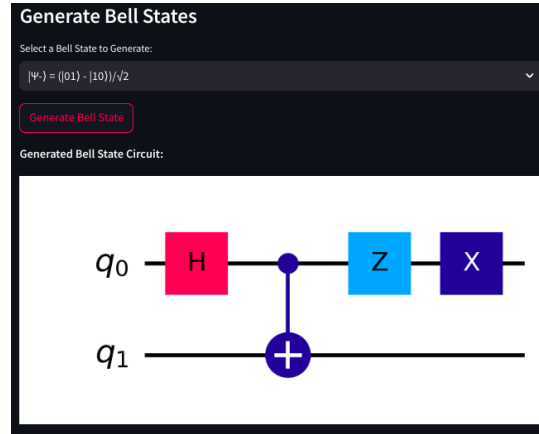 Generate Bell States
Select a Bell State to Generate:
|Ψ-⟩ = (|01⟩ - |10⟩)/√2
Generate Bell State
Generated Bell State Circuit:
q₀ H Z X
q₁